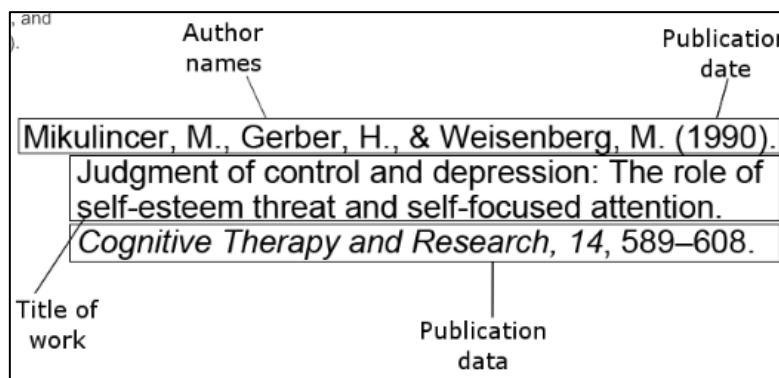 , and
).
Author
names
Publication
date
Mikulincer, M., Gerber, H., & Weisenberg, M. (1990).
Judgment of control and depression: The role of
self-esteem threat and self-focused attention.
Cognitive Therapy and Research, 14, 589–608.
Title of
work
Publication
data